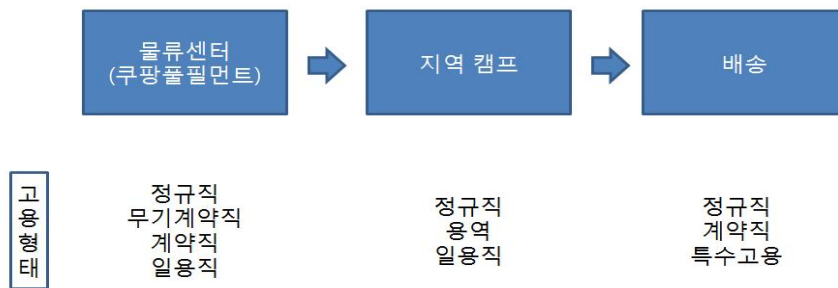 물류센터
(쿠팡풀필먼트)
지역 캠프
배송
고용형태
정규직
무기계약직
계약직
일용직
정규직
용역
일용직
정규직
계약직
특수고용